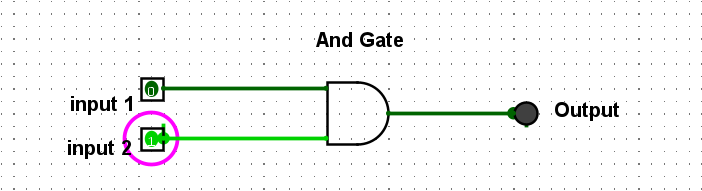 And Gate
input 1
0
input 2
1
Output